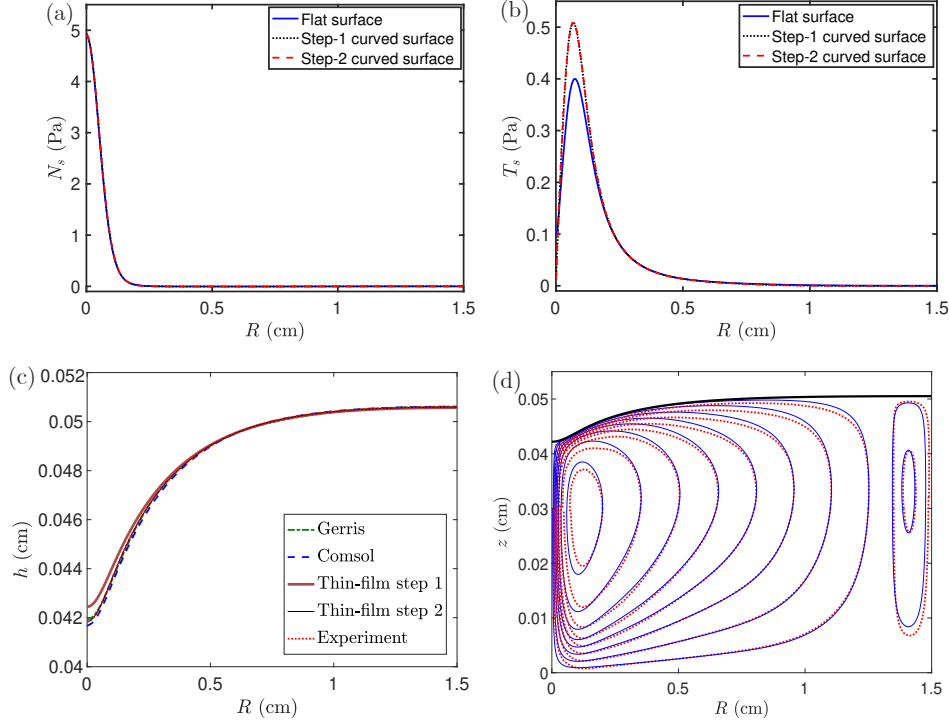 (a)
Flat surface
Step-1 curved surface
Step-2 curved surface
N_s (Pa)
5
4
3
2
1
0
0
0.5
1
1.5
R (cm)
(b)
Flat surface
Step-1 curved surface
Step-2 curved surface
T_s (Pa)
0.5
0.4
0.3
0.2
0.1
0
0
0.5
1
1.5
R (cm)
(c)
h (cm)
0.052
0.05
0.048
0.046
0.044
0.042
0.04
Gerris
Comsol
Thin-film step 1
Thin-film step 2
Experiment
0
0.5
1
1.5
R (cm)
(d)
z (cm)
0.05
0.04
0.03
0.02
0.01
0
0
0.5
1
1.5
R (cm)